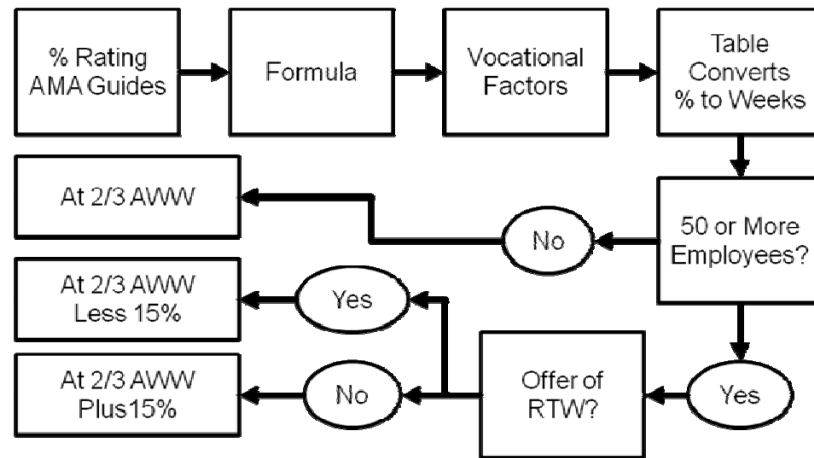 % Rating
AMA Guides
Formula
Vocational
Factors
Table
Converts
% to Weeks
At 2/3 AWW
No
50 or More
Employees?
At 2/3 AWW
Less 15%
Yes
At 2/3 AWW
Plus15%
No
Offer of
RTW?
Yes